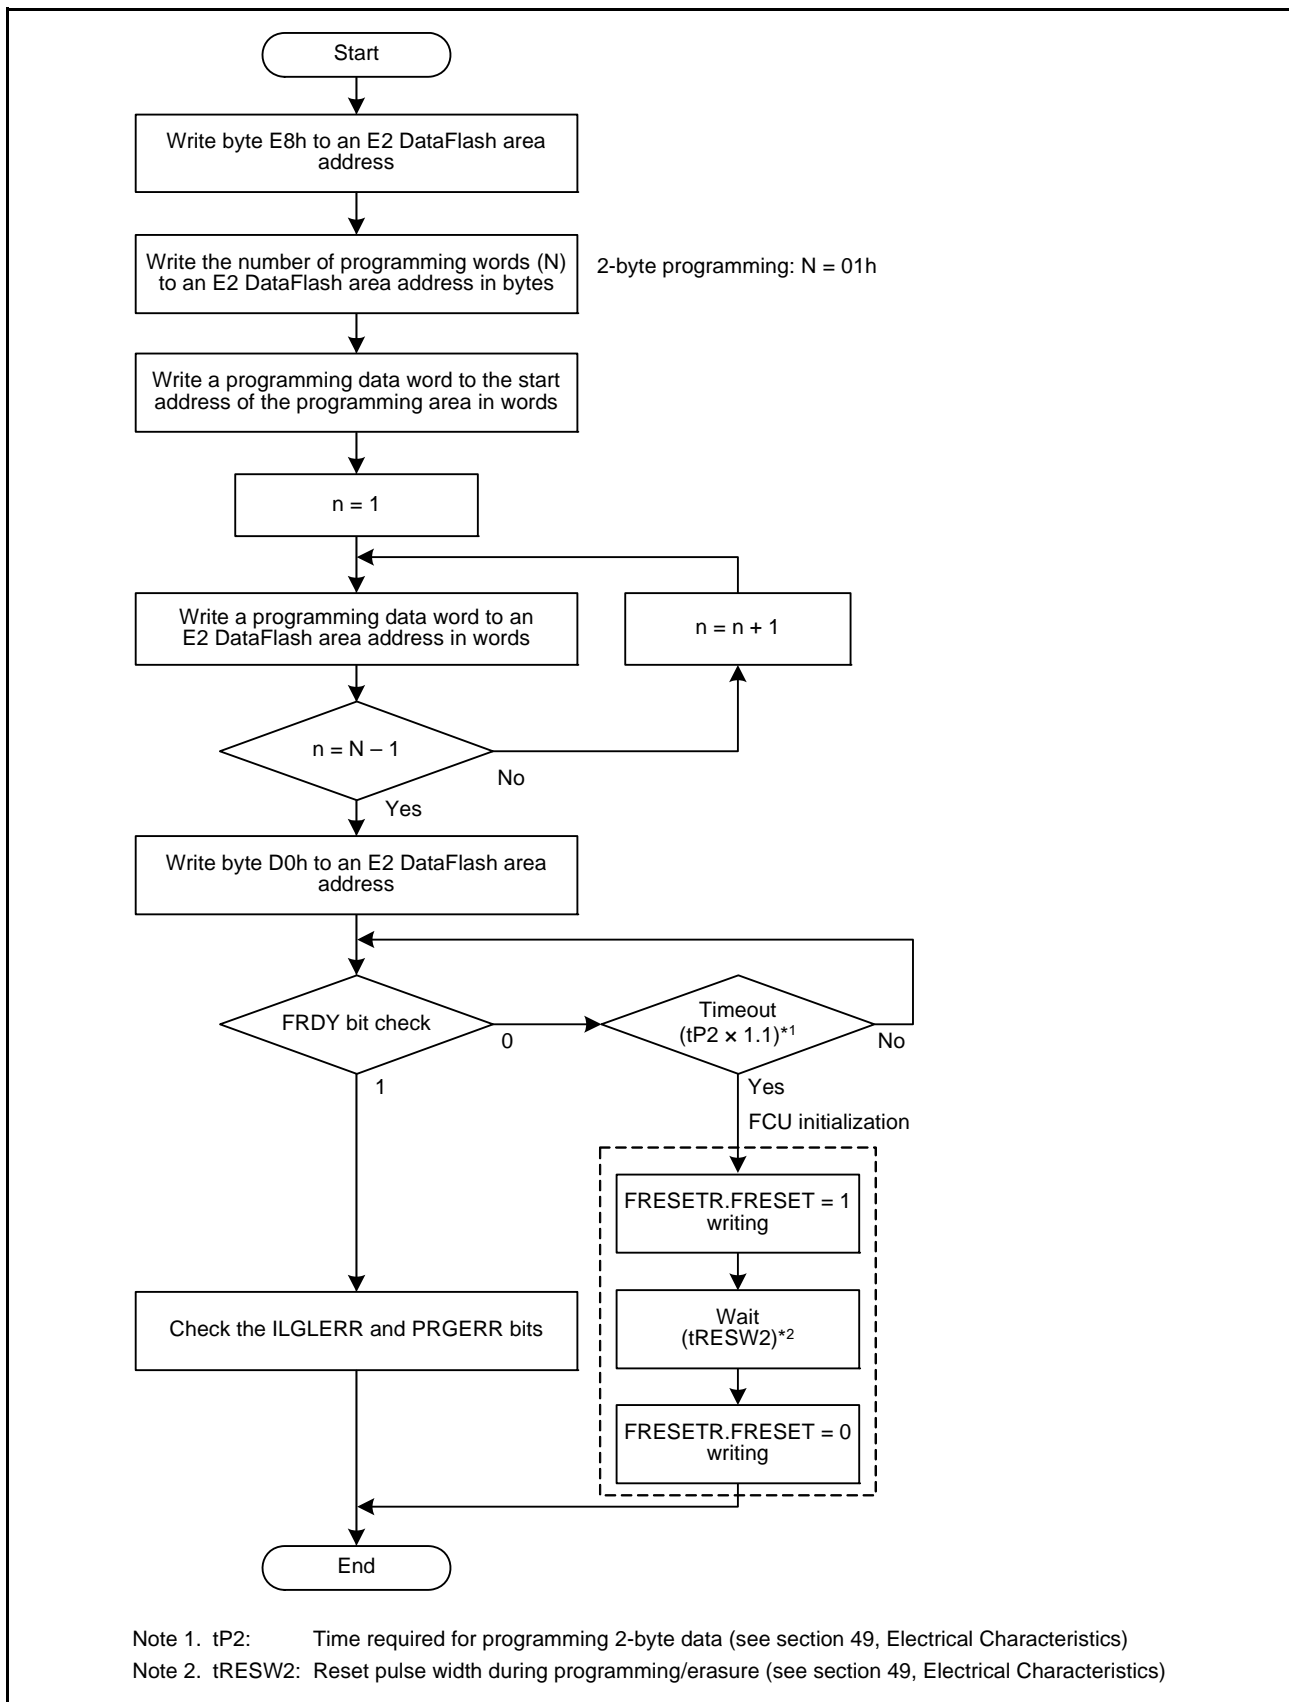 Start
Write byte E8h to an E2 DataFlash area
address
Write the number of programming words (N)
to an E2 DataFlash area address in bytes
2-byte programming: N = 01h
Write a programming data word to the start
address of the programming area in words
n = 1
Write a programming data word to an
E2 DataFlash area address in words
n = n + 1
n = N – 1
No
Yes
Write byte D0h to an E2 DataFlash area
address
FRDY bit check
0
1
Timeout
(tP2 × 1.1)*1
No
Yes
FCU initialization
FRESETR.FRESET = 1
writing
Wait
(tRESW2)*2
Check the ILGLERR and PRGERR bits
FRESETR.FRESET = 0
writing
End
Note 1. tP2: Time required for programming 2-byte data (see section 49, Electrical Characteristics)
Note 2. tRESW2: Reset pulse width during programming/erasure (see section 49, Electrical Characteristics)